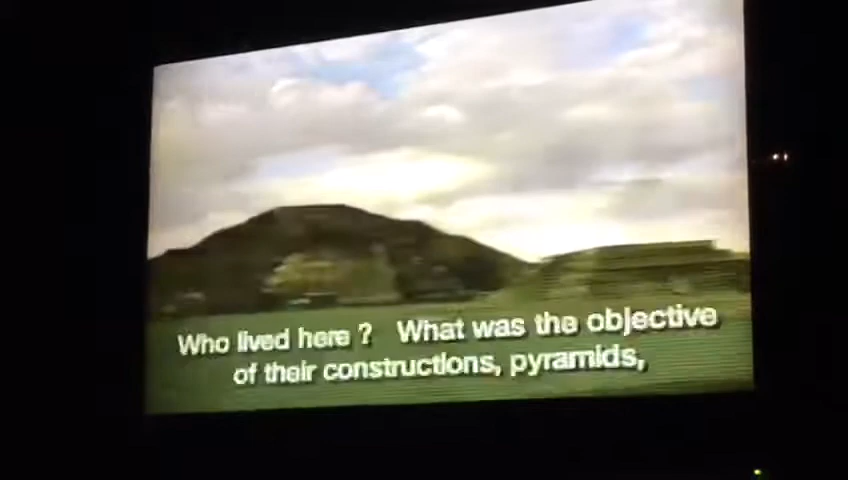 Who lived here ? What was the objective
of their constructions, pyramids,